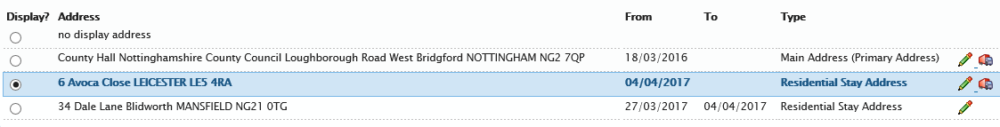 Display? Address From To Type
no display address
County Hall Nottinghamshire County Council Loughborough Road West Bridgford NOTTINGHAM NG2 7QP 18/03/2016 Main Address (Primary Address)
6 Avoca Close LEICESTER LE5 4RA 04/04/2017 Residential Stay Address
34 Dale Lane Blidworth MANSFIELD NG21 0TG 27/03/2017 04/04/2017 Residential Stay Address